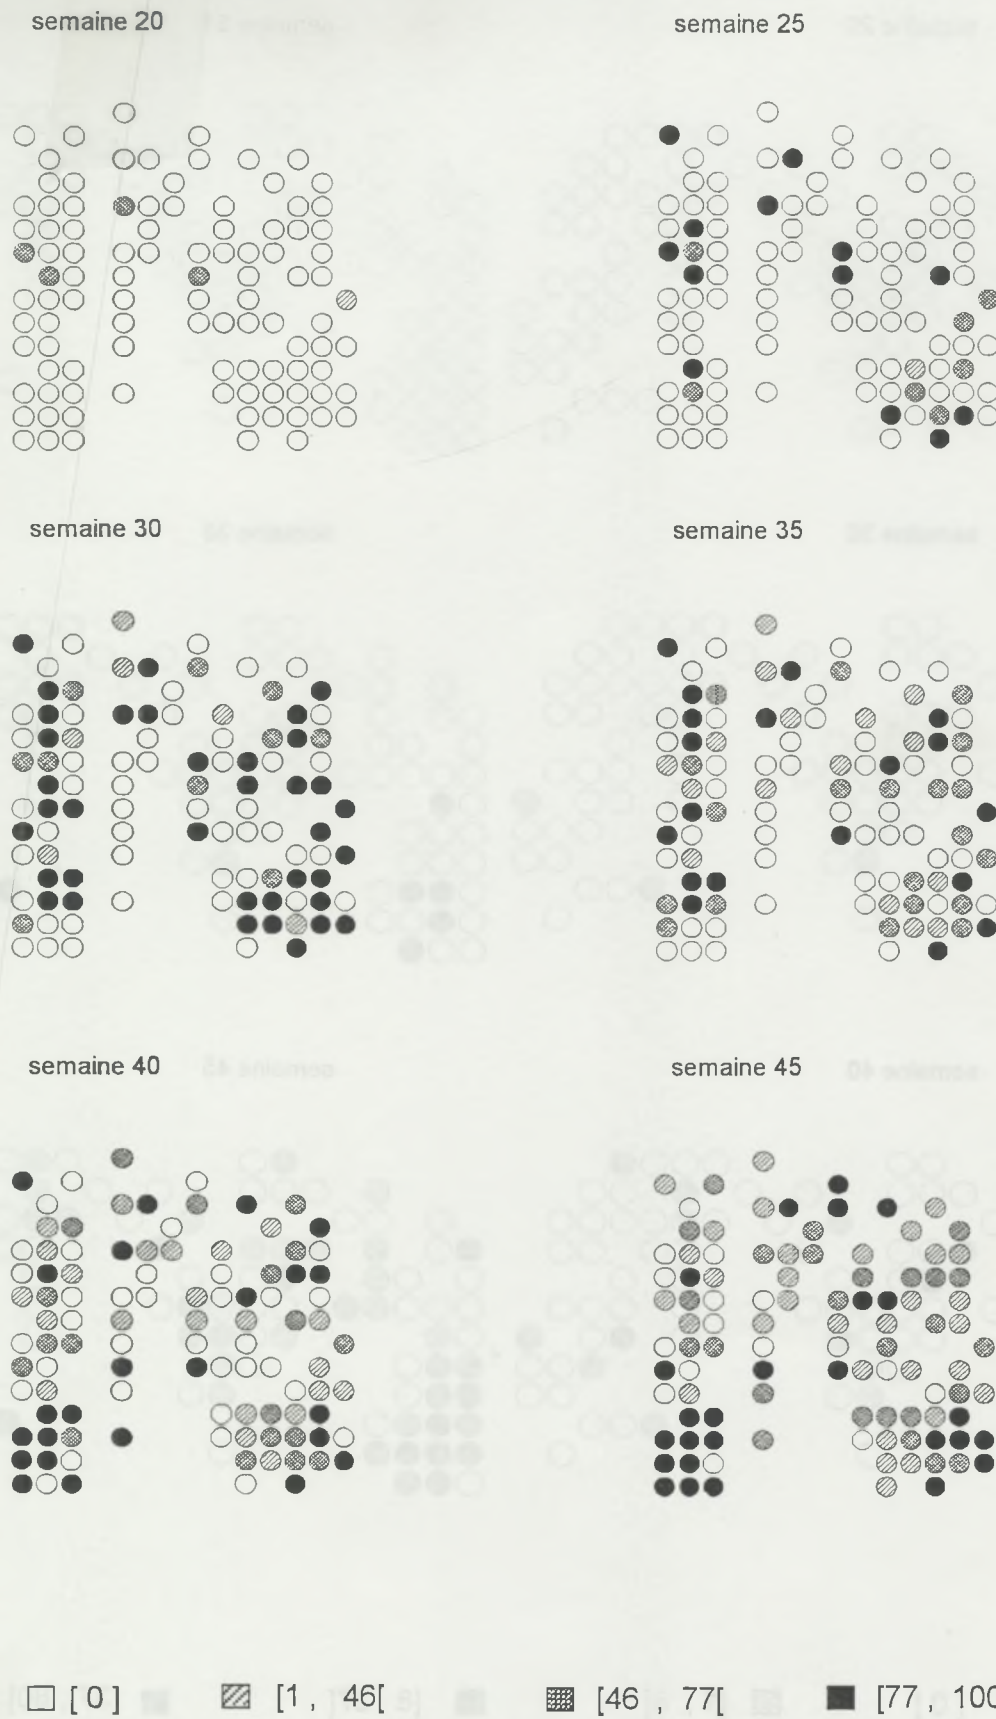 semaine 20
semaine 25
semaine 30
semaine 35
semaine 40
semaine 45
[ 0 ] [1 , 46[ [46 , 77[ [77 , 100